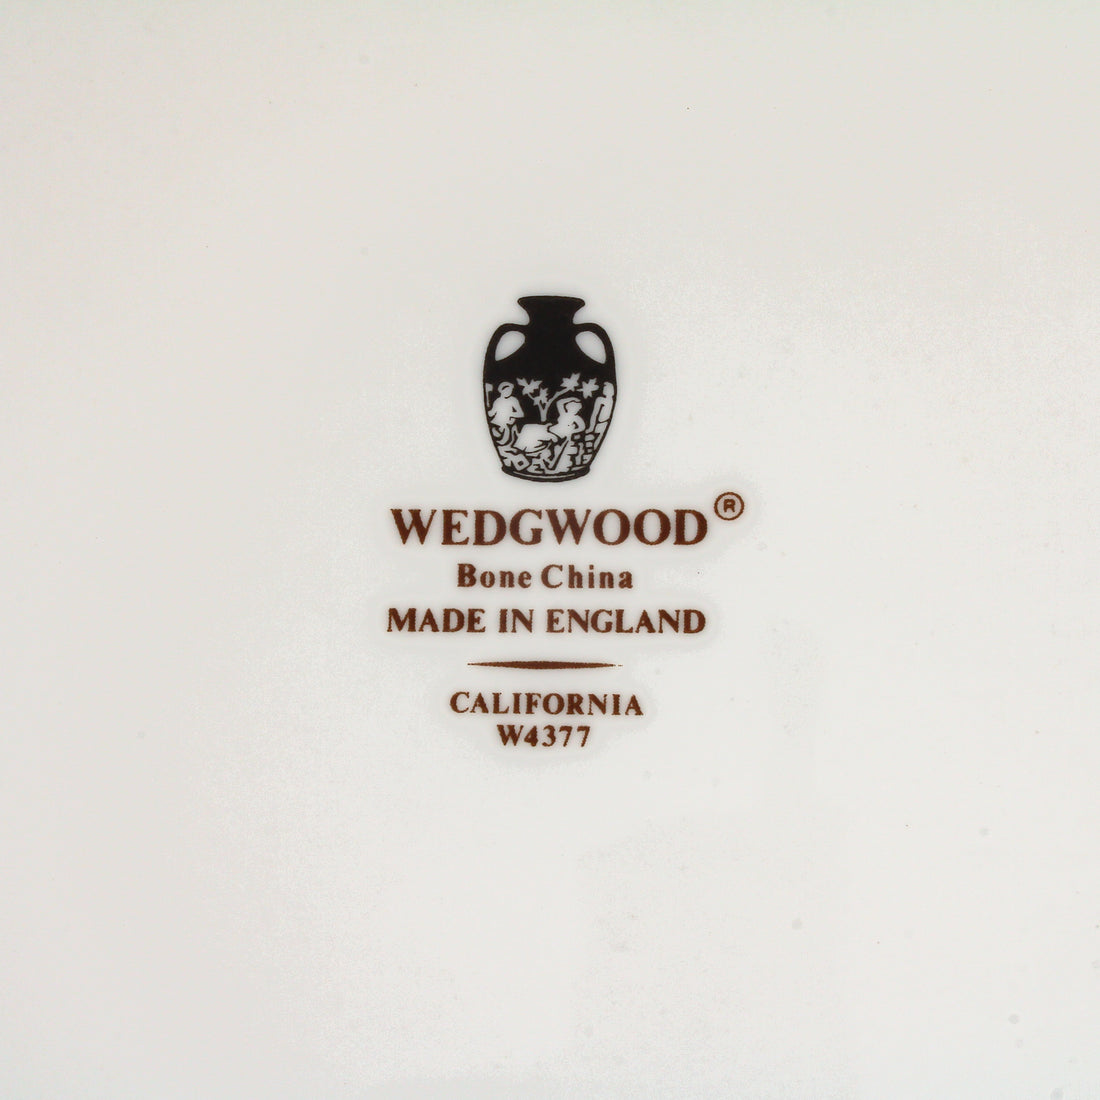 WEDGWOOD®
Bone China
MADE IN ENGLAND
CALIFORNIA
W4377